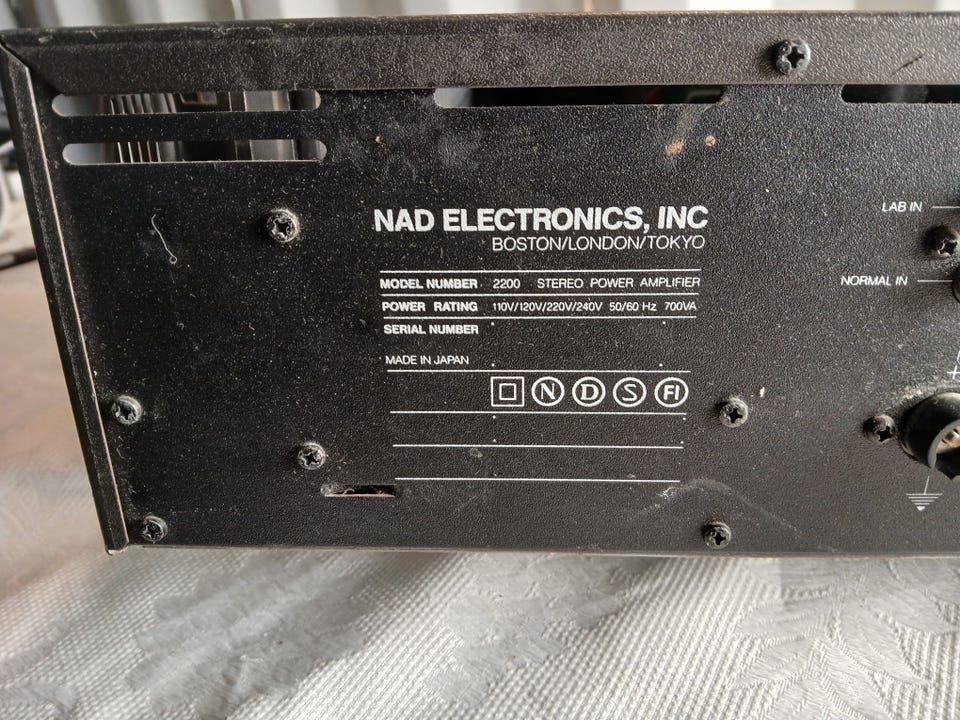 NAD ELECTRONICS, INC
BOSTON/LONDON/TOKYO
MODEL NUMBER 2200 STEREO POWER AMPLIFIER
POWER RATING 110V/120V/220V/240V 50/60 Hz 700VA
SERIAL NUMBER
MADE IN JAPAN
N D S FI
LAB IN
NORMAL IN